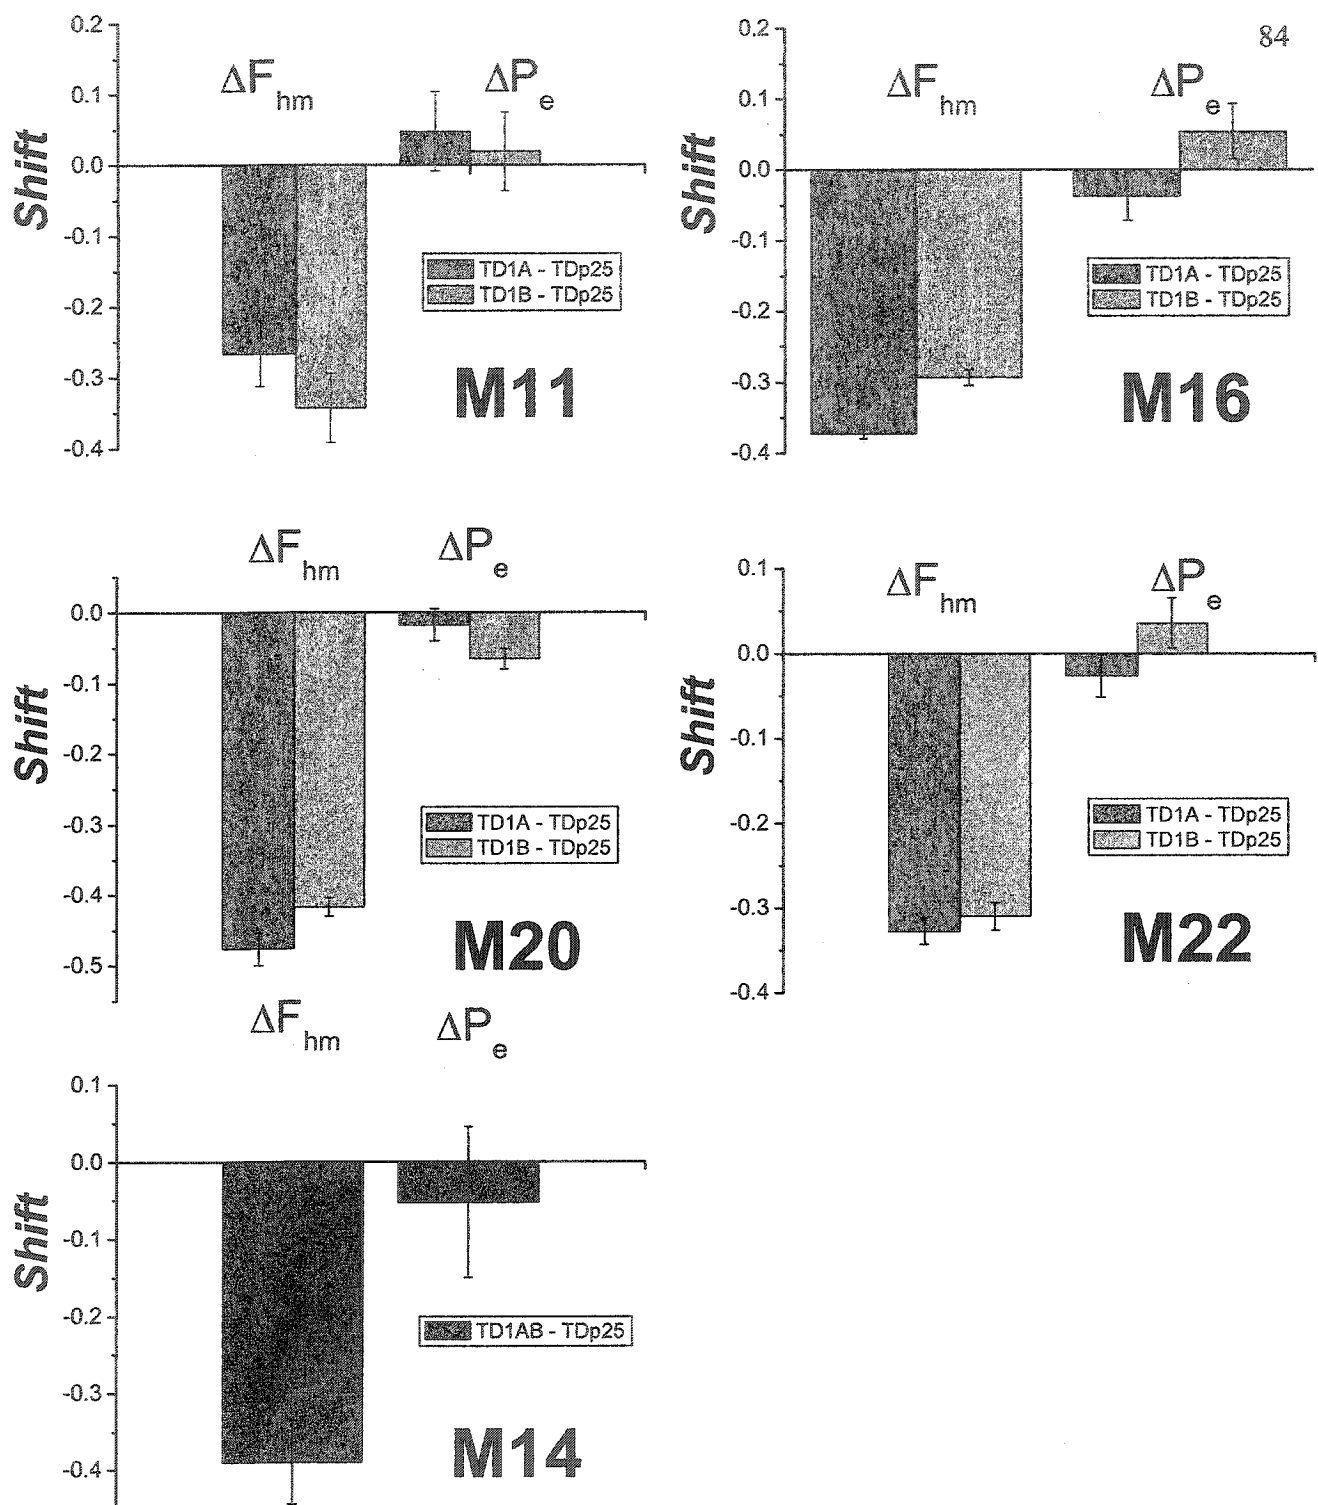 84
ΔF hm
ΔP e
0.2
0.1
0.0
-0.1
-0.2
-0.3
-0.4
Shift
TD1A - TDp25
TD1B - TDp25
M11
ΔF hm
ΔP e
0.2
0.1
0.0
-0.1
-0.2
-0.3
-0.4
Shift
TD1A - TDp25
TD1B - TDp25
M16
ΔF hm
ΔP e
0.0
-0.1
-0.2
-0.3
-0.4
-0.5
Shift
TD1A - TDp25
TD1B - TDp25
M20
ΔF hm
ΔP e
0.1
0.0
-0.1
-0.2
-0.3
-0.4
Shift
TD1A - TDp25
TD1B - TDp25
M22
ΔF hm
ΔP e
0.1
0.0
-0.1
-0.2
-0.3
-0.4
Shift
TD1AB - TDp25
M14